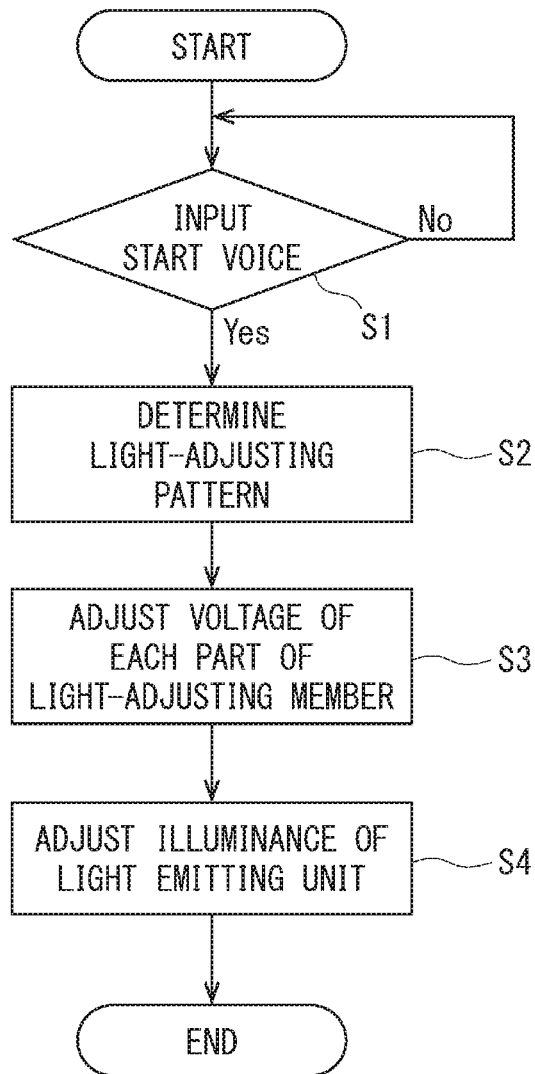 START
INPUT
START VOICE
No
S1
Yes
DETERMINE
LIGHT-ADJUSTING
PATTERN
S2
ADJUST VOLTAGE OF
EACH PART OF
LIGHT-ADJUSTING MEMBER
S3
ADJUST ILLUMINANCE OF
LIGHT EMITTING UNIT
S4
END